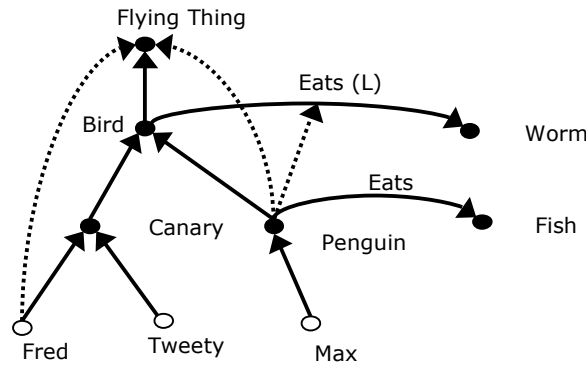 Flying Thing
Eats (L)
Bird
Worm
Eats
Canary
Penguin
Fish
Fred
Tweety
Max